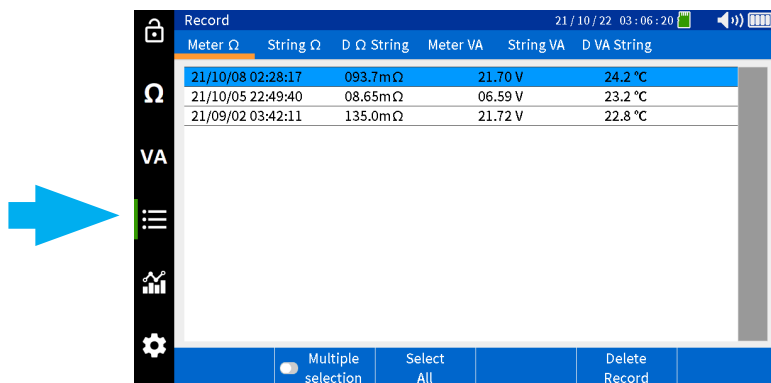 Record 21/10/22 03:06:20
Meter Ω String Ω D Ω String Meter VA String VA D VA String
21/10/08 02:28:17 093.7mΩ 21.70 V 24.2 ℃
21/10/05 22:49:40 08.65mΩ 06.59 V 23.2 ℃
21/09/02 03:42:11 135.0mΩ 21.72 V 22.8 ℃
Ω
VA
Multiple selection
Select All
Delete Record